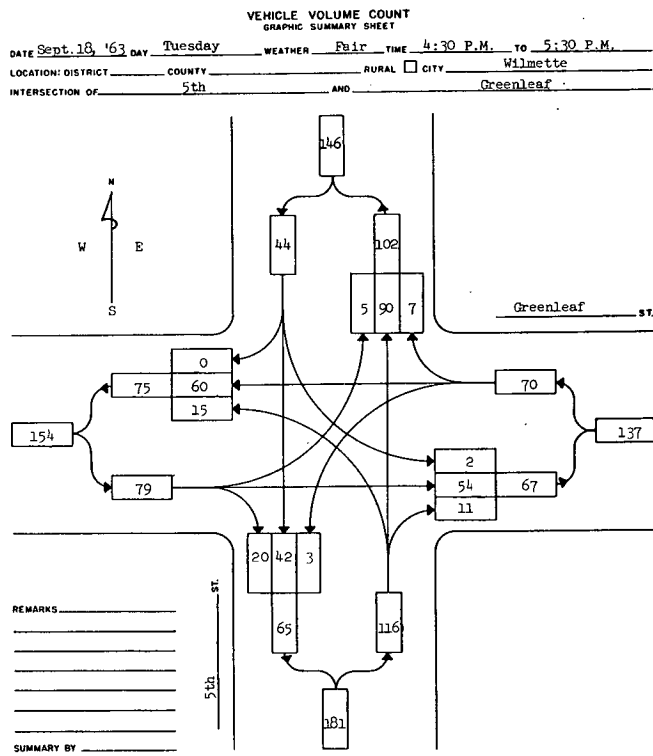 VEHICLE VOLUME COUNT
GRAPHIC SUMMARY SHEET
DATE Sept.18, '63 DAY Tuesday WEATHER Fair TIME 4:30 P.M. TO 5:30 P.M.
LOCATION: DISTRICT COUNTY RURAL CITY Wilmette
INTERSECTION OF 5th AND Greenleaf
146
N
44
102
W E
5 90 7
S
Greenleaf ST.
0
75 60
70
15
154
137
2
79
54 67
11
20 42 3
ST.
REMARKS
65
116
5th
181
SUMMARY BY